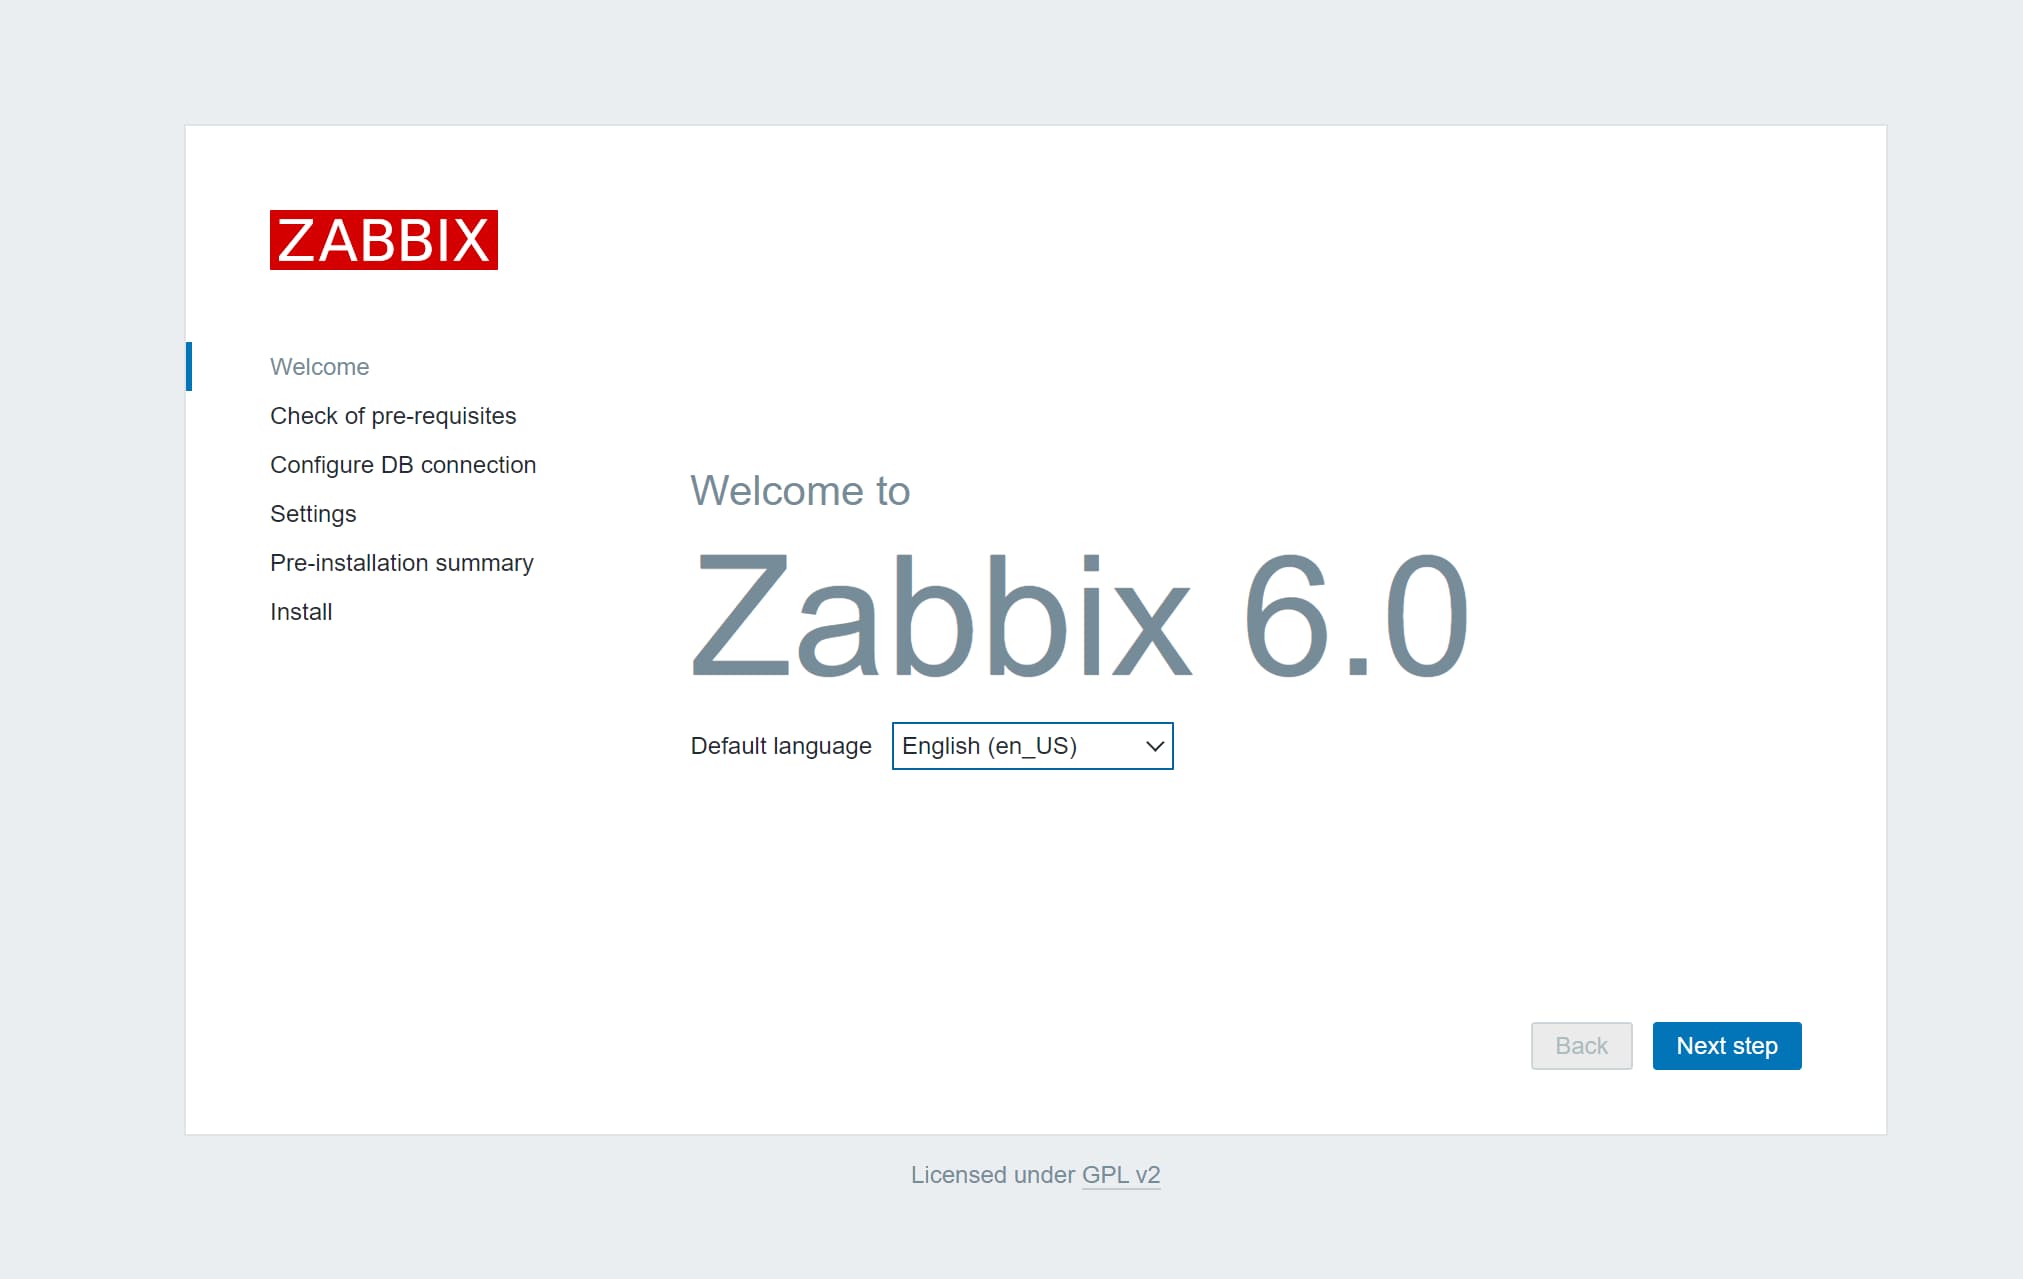 ZABBIX
Welcome
Check of pre-requisites
Configure DB connection
Settings
Pre-installation summary
Install
Welcome to
Zabbix 6.0
Default language English (en_US)
Back Next step
Licensed under GPL v2